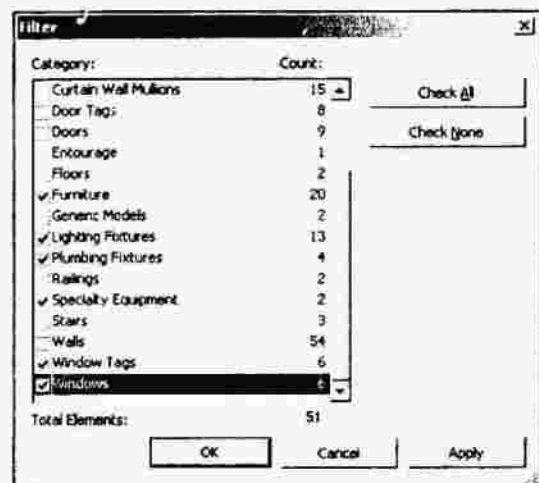 Filter
Category: Count:
Curtain Wall Mullions 15
Door Tags 8
Doors 9
Entourage 1
Floors 2
Furniture 20
Generic Models 2
Lighting Fixtures 13
Plumbing Fixtures 4
Railings 2
Specialty Equipment 2
Stairs 3
Walls 54
Window Tags 6
Windows 6
Total Elements: 51
Check All
Check None
OK Cancel Apply